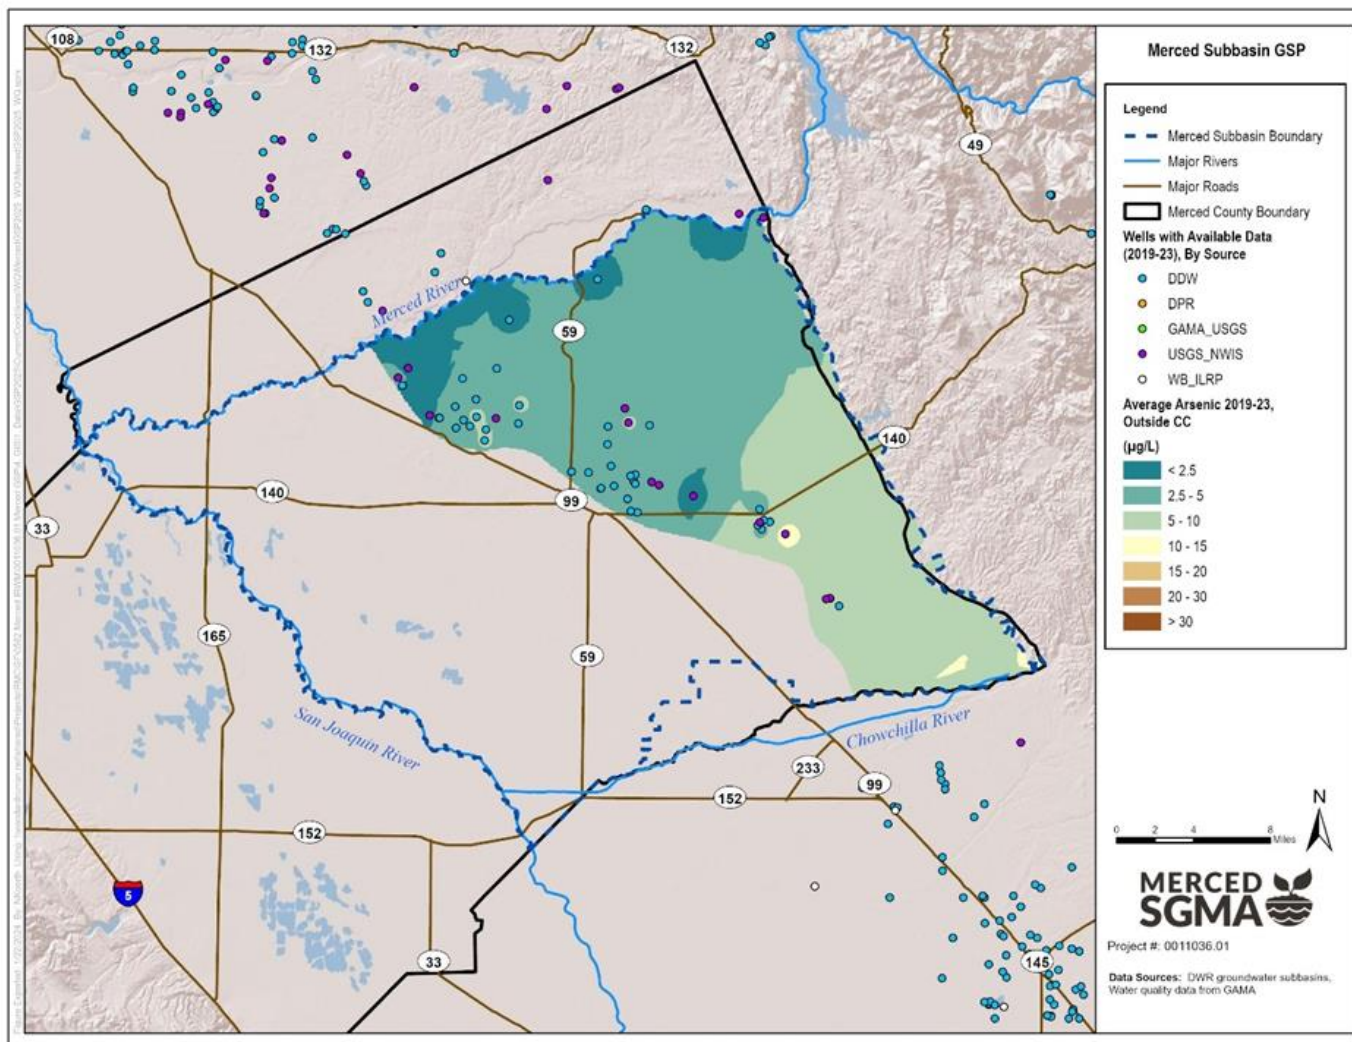 108
132
132
Merced Subbasin GSP
Legend
Merced Subbasin Boundary
Major Rivers
Major Roads
Merced County Boundary
Wells with Available Data
(2019-23), By Source
DDW
DPR
GAMA_USGS
USGS_NWIS
WB_ILRP
Average Arsenic 2019-23,
Outside CC
(µg/L)
< 2.5
2.5 - 5
5 - 10
10 - 15
15 - 20
20 - 30
> 30
49
Merced River
59
140
140
99
33
165
59
San Joaquin River
Chowchilla River
233
99
152
152
5
33
145
N
0 2 4 8
Miles
MERCED
SGMA
Project #: 0011036.01
Data Sources: DWR groundwater subbasins,
Water quality data from GAMA